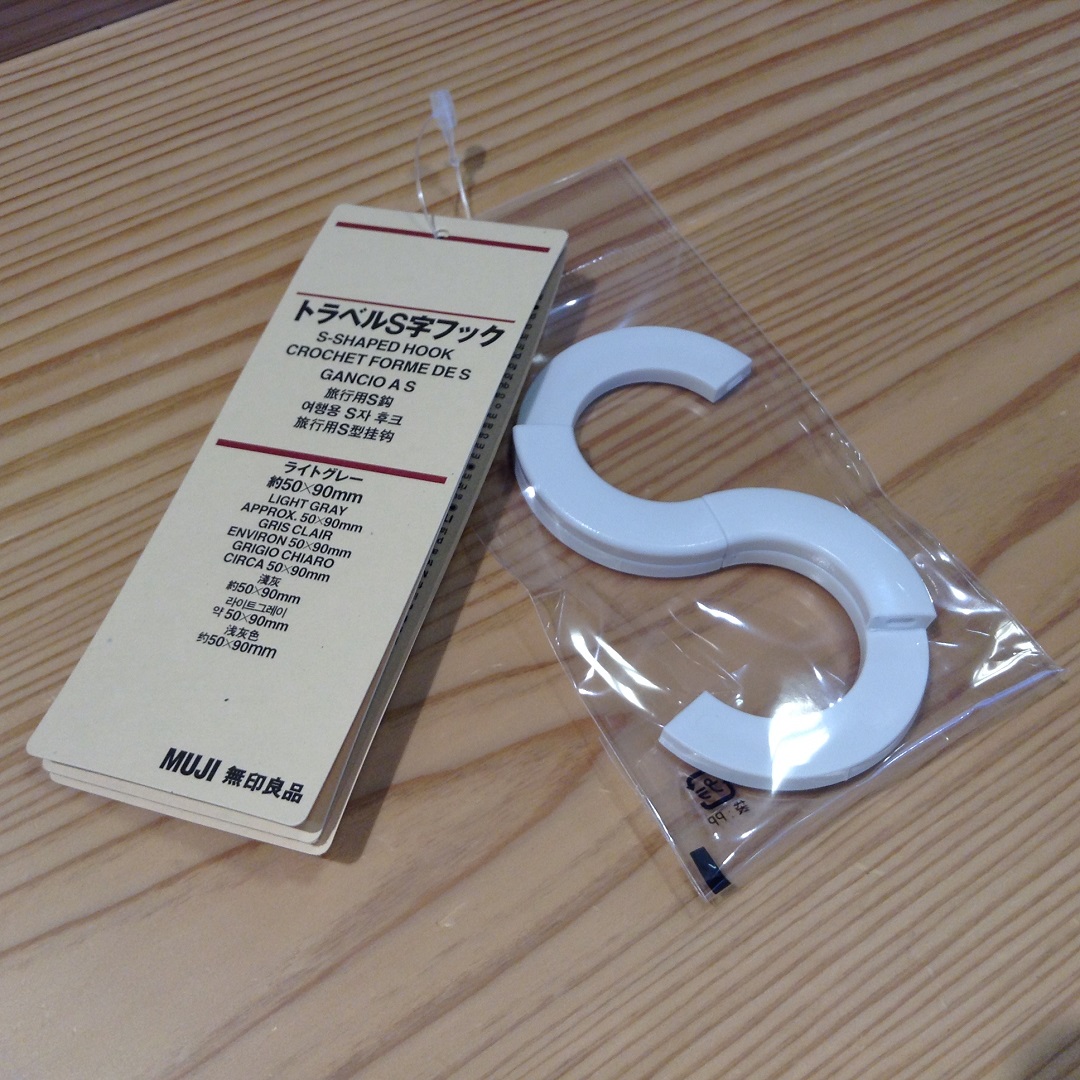 トラベルS字フック
S-SHAPED HOOK
CROCHET FORME DE S
GANCIO A S
旅行用S鈎
여행용 S자 후크
旅行用S型挂钩
ライトグレー
約50×90mm
LIGHT GRAY
APPROX. 50×90mm
GRIS CLAIR
ENVIRON 50×90mm
GRIGIO CHIARO
CIRCA 50×90mm
淺灰
約50×90mm
라이트그레이
약 50×90mm
浅灰色
约50×90mm
MUJI 無印良品